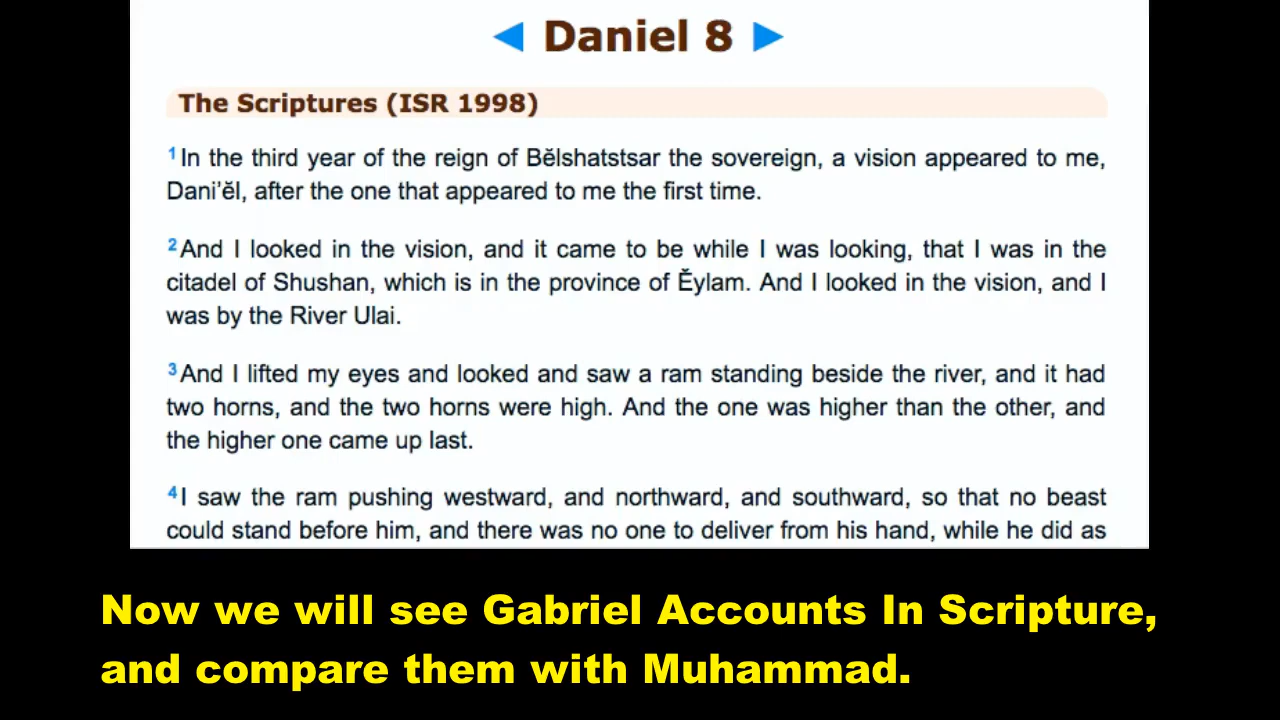 ◄ Daniel 8 ►
The Scriptures (ISR 1998)
1 In the third year of the reign of Bĕlshatstsar the sovereign, a vision appeared to me,
Dani’ĕl, after the one that appeared to me the first time.
2 And I looked in the vision, and it came to be while I was looking, that I was in the
citadel of Shushan, which is in the province of Ĕylam. And I looked in the vision, and I
was by the River Ulai.
3 And I lifted my eyes and looked and saw a ram standing beside the river, and it had
two horns, and the two horns were high. And the one was higher than the other, and
the higher one came up last.
4 I saw the ram pushing westward, and northward, and southward, so that no beast
could stand before him, and there was no one to deliver from his hand, while he did as
Now we will see Gabriel Accounts In Scripture,
and compare them with Muhammad.